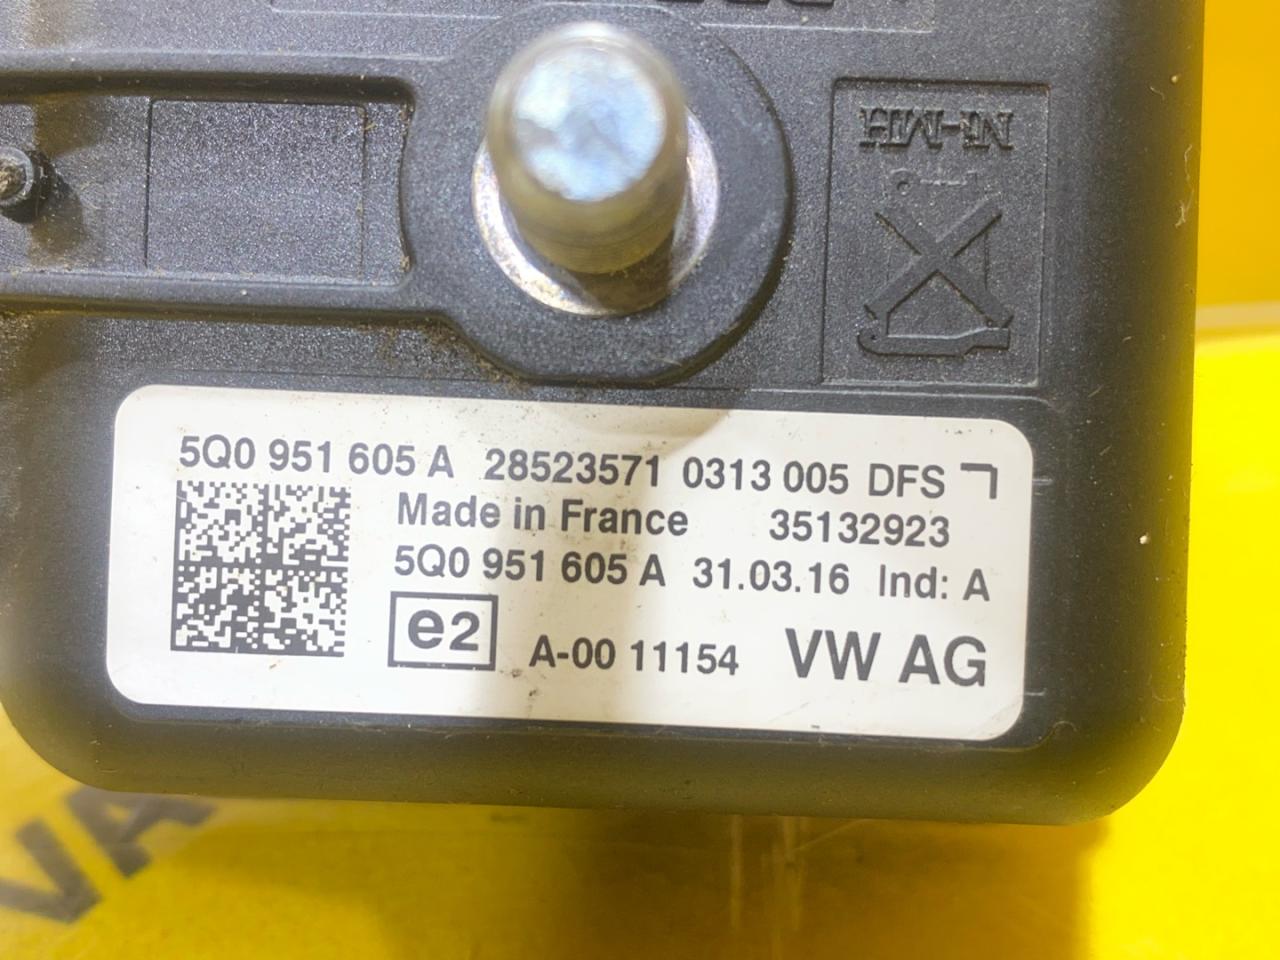 Ni-MH
5Q0 951 605 A 28523571 0313 005 DFS
Made in France 35132923
5Q0 951 605 A 31.03.16 Ind: A
e2 A-00 11154 VW AG
VA